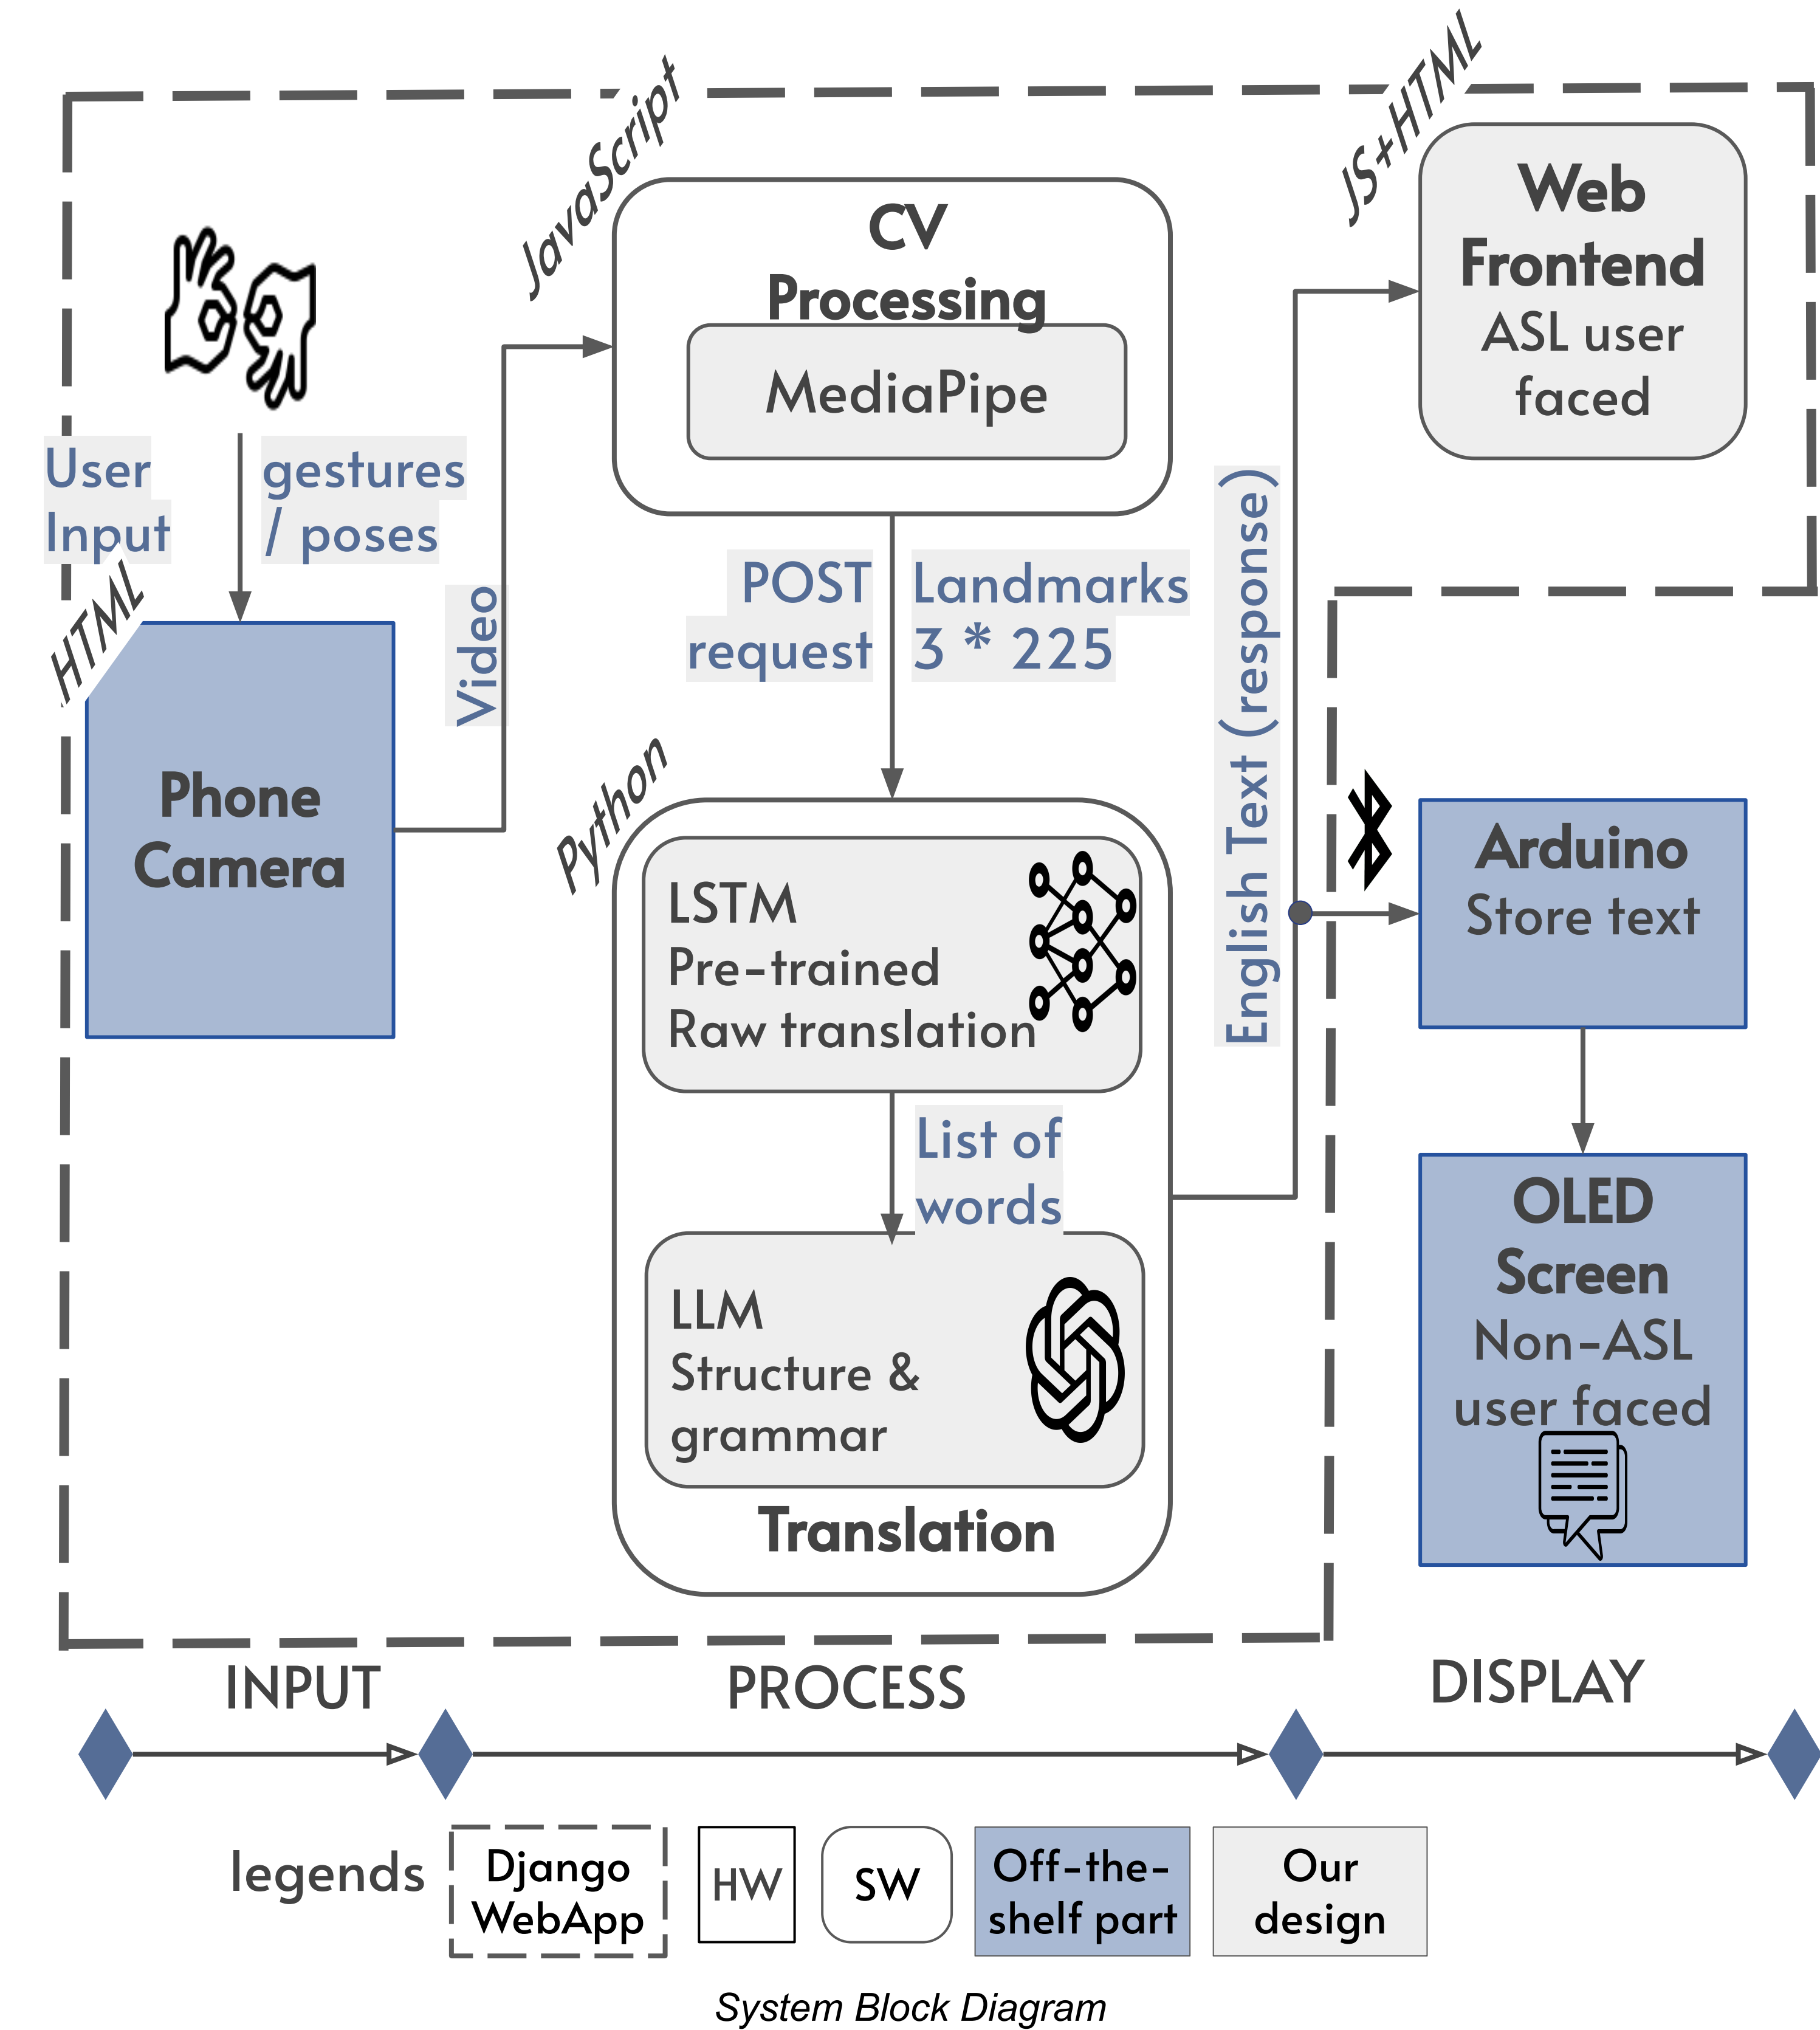 JavaScript
JS+HTML
CV
Processing
MediaPipe
Web
Frontend
ASL user
faced
User
Input
gestures
/ poses
HTML
Phone
Camera
Video
POST
request
Landmarks
3 * 225
English Text (response)
Python
LSTM
Pre-trained
Raw translation
List of
words
LLM
Structure &
grammar
Translation
Arduino
Store text
OLED
Screen
Non-ASL
user faced
INPUT
PROCESS
DISPLAY
legends
Django
WebApp
HW
SW
Off-the-
shelf part
Our
design
System Block Diagram